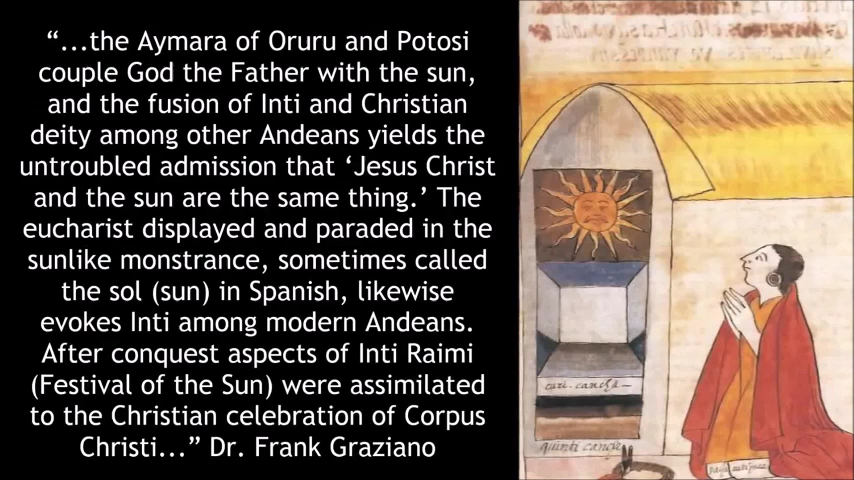 “...the Aymara of Oruru and Potosi
couple God the Father with the sun,
and the fusion of Inti and Christian
deity among other Andeans yields the
untroubled admission that ‘Jesus Christ
and the sun are the same thing.’ The
eucharist displayed and paraded in the
sunlike monstrance, sometimes called
the sol (sun) in Spanish, likewise
evokes Inti among modern Andeans.
After conquest aspects of Inti Raimi
(Festival of the Sun) were assimilated
to the Christian celebration of Corpus
Christi...” Dr. Frank Graziano
curi. cancha
quinti cancha